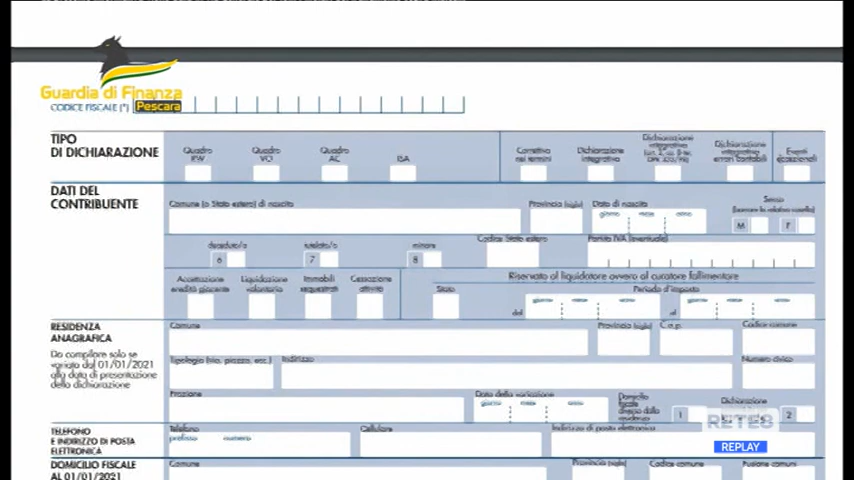 Guardia di Finanza
CODICE FISCALE (*) Pescara
TIPO
DI DICHIARAZIONE
Quadro
RW
Quadro
VO
Quadro
AC
ISA
Correttiva
nei termini
Dichiarazione
integrativa
Dichiarazione
integrativa
Dichiarazione
integrativa
errori contabili
Eventi
eccezionali
DATI DEL
CONTRIBUENTE
Comune (o Stato estero) di nascita
Provincia (sigla)
Data di nascita
giorno mese anno
Sesso
(barrare la relativa casella)
M F
deceduto/a
6
tutelato/a
7
minore
8
Codice Stato estero
Partita IVA (eventuale)
Accettazione
eredità giacente
Liquidazione
volontaria
Immobili
sequestrati
Cessazione
attività
Riservato al liquidatore ovvero al curatore fallimentare
Stato
Periodo d'imposta
dal giorno mese anno
al giorno mese anno
RESIDENZA
ANAGRAFICA
Da compilare solo se
variata dal 01/01/2021
alla data di presentazione
della dichiarazione
Comune
Provincia (sigla)
C.a.p.
Codice comune
Tipologia (via, piazza, ecc.)
Indirizzo
Numero civico
Frazione
Data della variazione
giorno mese anno
Domicilio
fiscale
diverso dalla
residenza
1
Dichiarazione
2
TELEFONO
E INDIRIZZO DI POSTA
ELETTRONICA
Telefono
prefisso numero
Cellulare
Indirizzo di posta elettronica
DOMICILIO FISCALE
AL 01/01/2021
Comune
Provincia (sigla)
Codice comune
Fusione comuni
RETE8
REPLAY